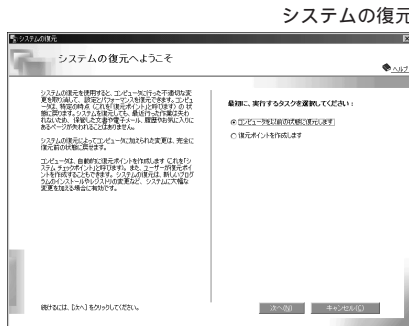 システムの復元
システムの復元
システムの復元へようこそ
ヘルプ
システムの復元を使用すると、コンピュータに行った不適切な変
更を取り消して、設定とパフォーマンスを復元できます。コンピュ
ータは、特定の時点 (これを「復元ポイント」と呼びます) の 状
態に戻ります。システムを復元しても、最近行った作業は失わ
れないため、保管した文書や電子メール、履歴やお気に入りに
あるページが失われることはありません。
システムの復元によってコンピュータに加えられた変更は、完全に
復元前の状態に戻せます。
コンピュータは、自動的に復元ポイントを作成します (これを「シ
ステム チェックポイント」と呼びます)。また、ユーザーが復元ポイ
ントを作成することもできます。システムの復元は、新しいプログ
ラムのインストールやレジストリの変更など、システムに大幅な
変更を加える場合に有効です。
最初に、実行するタスクを選択してください :
コンピュータを以前の状態に復元します
復元ポイントを作成します
続けるには、[次へ] をクリックしてください。
次へ(N)
キャンセル(C)